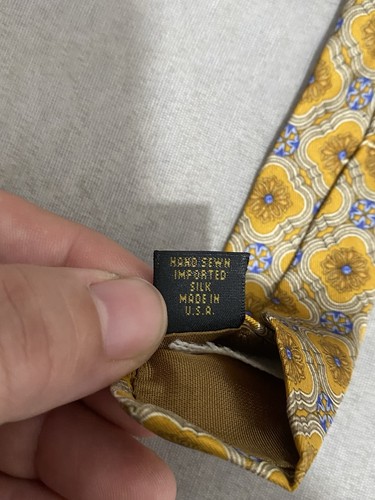 HAND SEWN
IMPORTED
SILK
MADE IN
U.S.A.